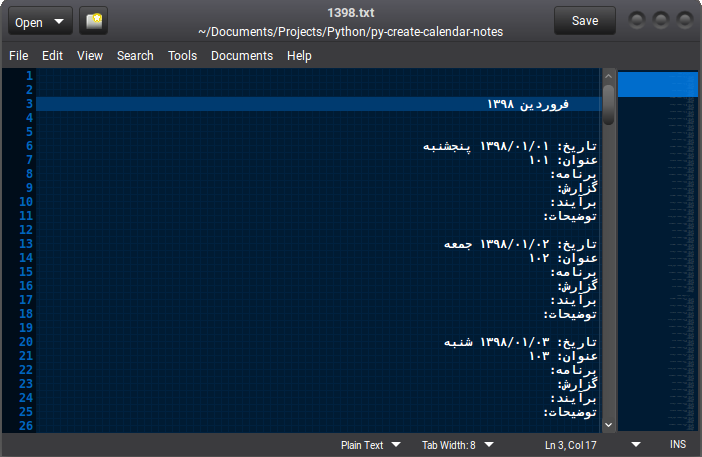 1398.txt
Open
~/Documents/Projects/Python/py-create-calendar-notes
Save
File Edit View Search Tools Documents Help
1
2
3 فروردین ۱۳۹۸
4
5
6 تاریخ: ۱۳۹۸/۰۱/۰۱ پنجشنبه
7 عنوان: ۱۰۱
8 برنامه:
9 گزارش:
10 برآیند:
11 توضیحات:
12
13 تاریخ: ۱۳۹۸/۰۱/۰۲ جمعه
14 عنوان: ۱۰۲
15 برنامه:
16 گزارش:
17 برآیند:
18 توضیحات:
19
20 تاریخ: ۱۳۹۸/۰۱/۰۳ شنبه
21 عنوان: ۱۰۳
22 برنامه:
23 گزارش:
24 برآیند:
25 توضیحات:
26
Plain Text Tab Width: 8 Ln 3, Col 17 INS